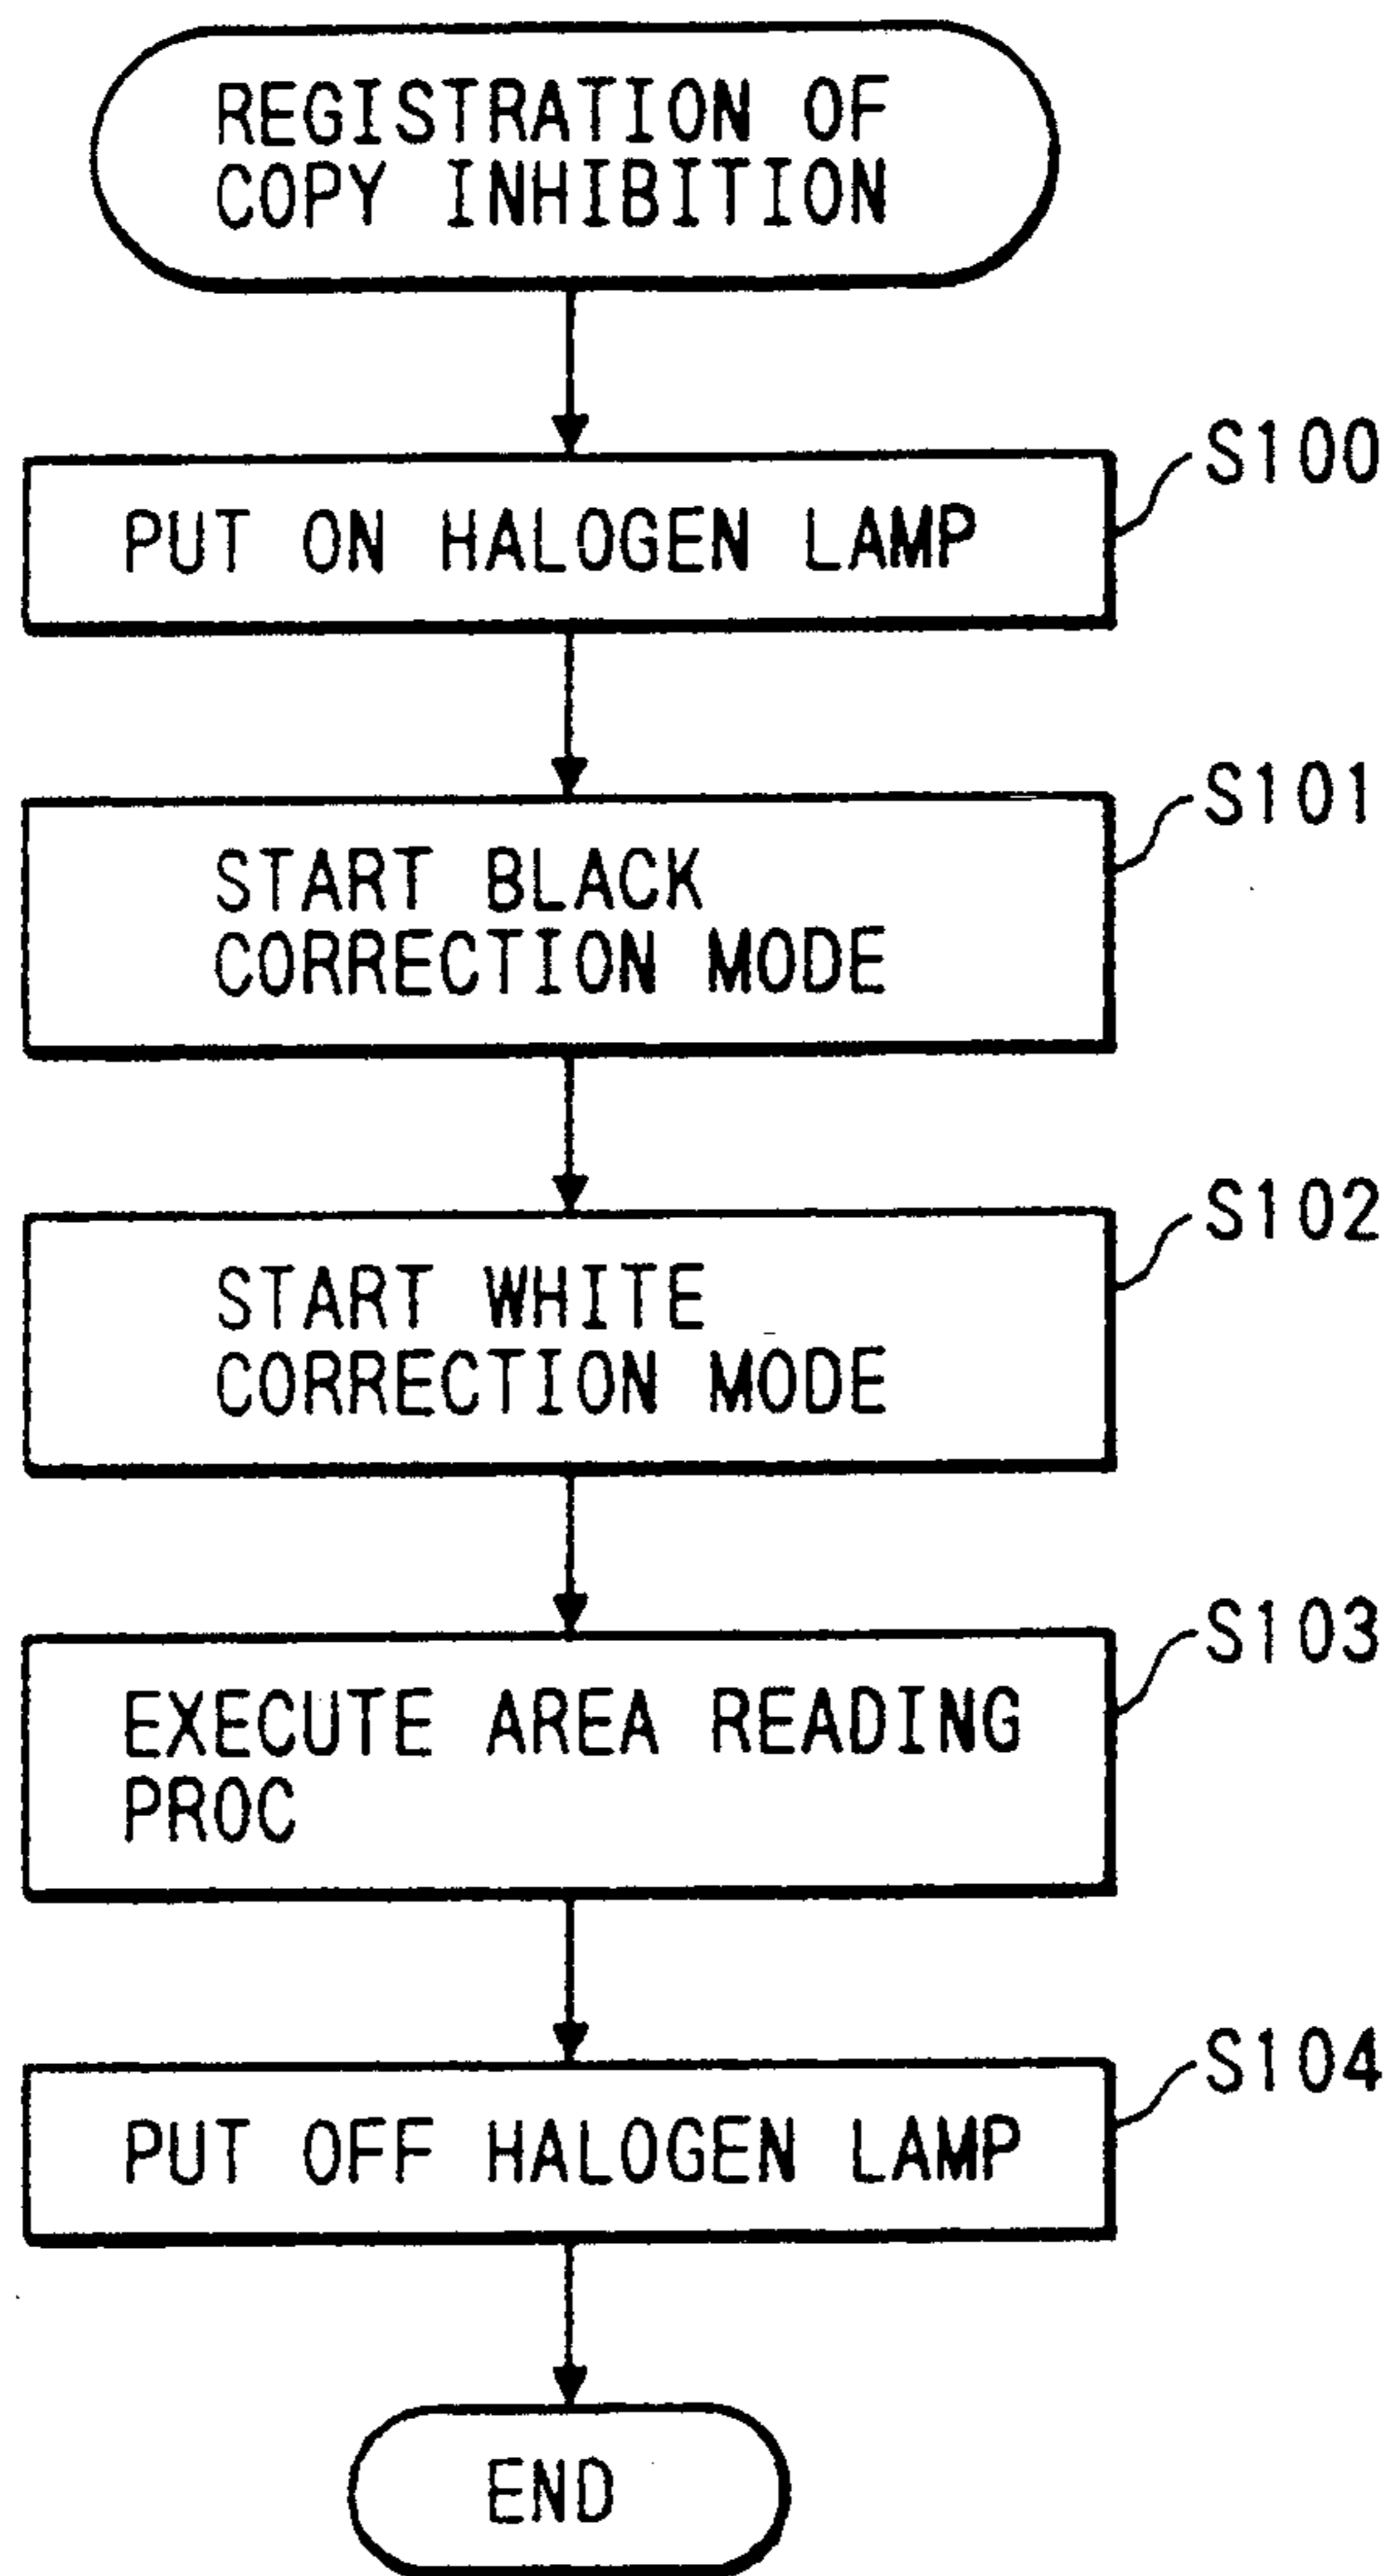 REGISTRATION OF
COPY INHIBITION
S100
PUT ON HALOGEN LAMP
S101
START BLACK
CORRECTION MODE
S102
START WHITE
CORRECTION MODE
S103
EXECUTE AREA READING
PROC
S104
PUT OFF HALOGEN LAMP
END